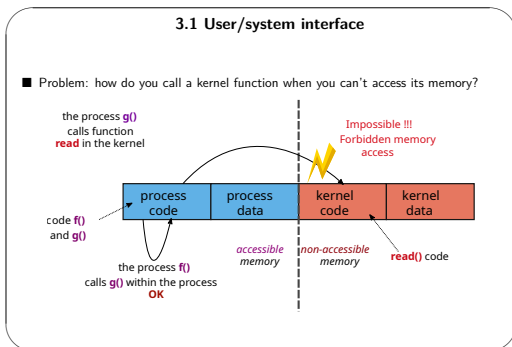 3.1 User/system interface
Problem: how do you call a kernel function when you can't access its memory?
the process g()
calls function
read in the kernel
Impossible !!!
Forbidden memory
access
process
code
process
data
kernel
code
kernel
data
code f()
and g()
accessible
memory
non-accessible
memory
read() code
the process f()
calls g() within the process
OK